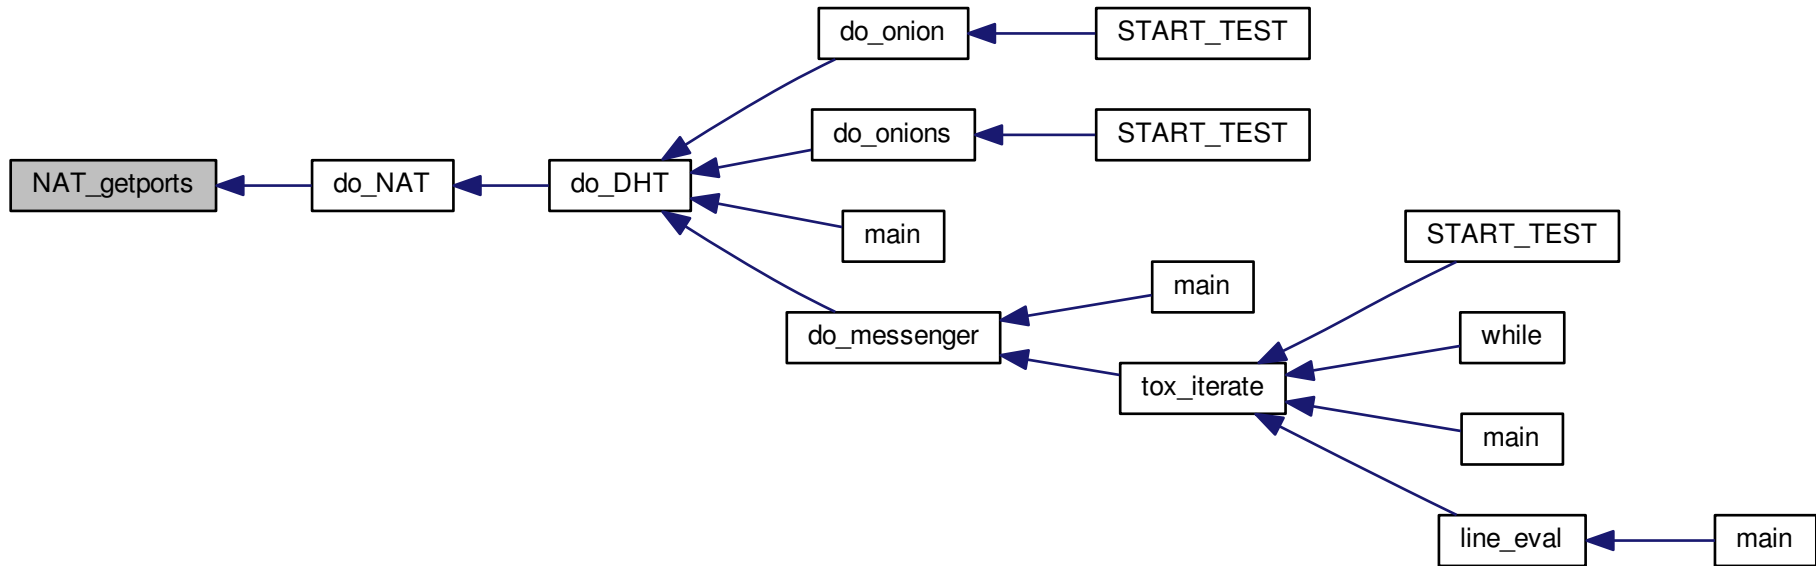 do_onion
START_TEST
do_onions
START_TEST
NAT_getports
do_NAT
do_DHT
main
START_TEST
main
do_messenger
while
tox_iterate
main
line_eval
main